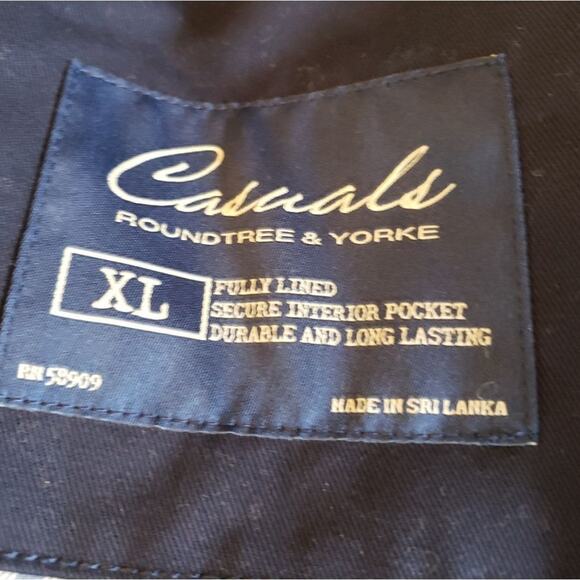 Casuals
ROUNDTREE & YORKE
XL
FULLY LINED
SECURE INTERIOR POCKET
DURABLE AND LONG LASTING
RN 58909
MADE IN SRI LANKA